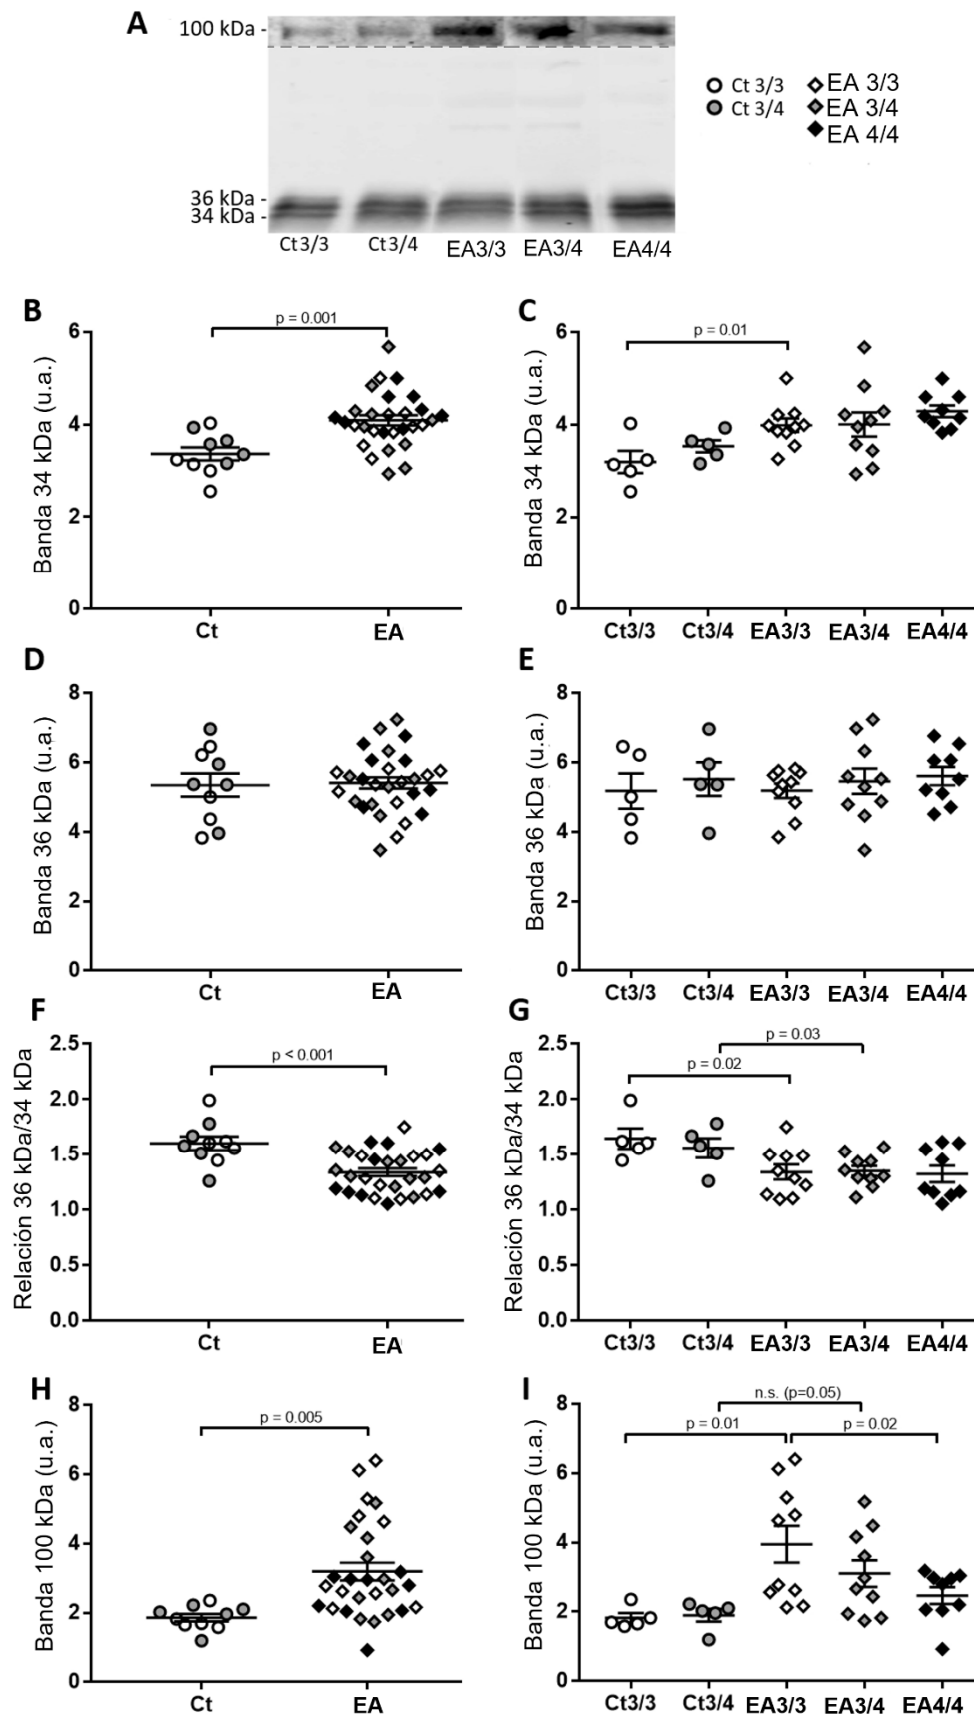 A
100 kDa -
36 kDa -
34 kDa -
Ct 3/3
Ct 3/4
EA3/3
EA3/4
EA4/4
Ct 3/3
Ct 3/4
EA 3/3
EA 3/4
EA 4/4
B
p = 0.001
Banda 34 kDa (u.a.)
6
4
2
0
Ct
EA
C
p = 0.01
Banda 34 kDa (u.a.)
6
4
2
0
Ct3/3
Ct3/4
EA3/3
EA3/4
EA4/4
D
Banda 36 kDa (u.a.)
8
6
4
2
0
Ct
EA
E
Banda 36 kDa (u.a.)
8
6
4
2
0
Ct3/3
Ct3/4
EA3/3
EA3/4
EA4/4
F
p < 0.001
Relación 36 kDa/34 kDa
2.5
2.0
1.5
1.0
0.5
0.0
Ct
EA
G
p = 0.03
p = 0.02
Relación 36 kDa/34 kDa
2.5
2.0
1.5
1.0
0.5
0.0
Ct3/3
Ct3/4
EA3/3
EA3/4
EA4/4
H
p = 0.005
Banda 100 kDa (u.a.)
8
6
4
2
0
Ct
EA
I
n.s. (p=0.05)
p = 0.01
p = 0.02
Banda 100 kDa (u.a.)
8
6
4
2
0
Ct3/3
Ct3/4
EA3/3
EA3/4
EA4/4